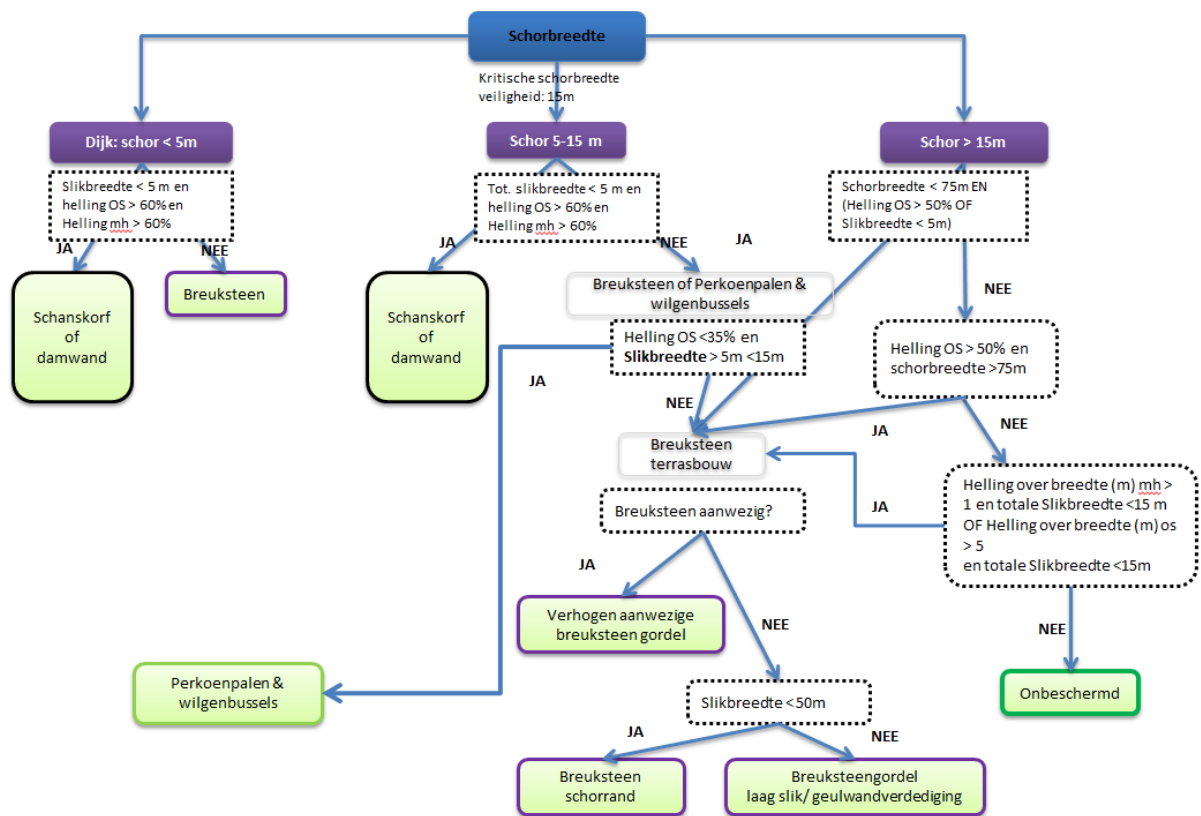 Schorbreedte
Kritische schorbreedte
veiligheid: 15m
Dijk: schor < 5m
Schor 5-15 m
Schor > 15m
Slikbreedte < 5 m en
helling OS > 60% en
Helling mh > 60%
Tot. slikbreedte < 5 m en
helling OS > 60% en
Helling mh > 60%
Schorbreedte < 75m EN
(Helling OS > 50% OF
Slikbreedte < 5m)
JA
NEE
JA
NEE
JA
NEE
Schanskorf
of
damwand
Breuksteen
Schanskorf
of
damwand
Breuksteen of Perkoenpalen &
wilgenbussels
Helling OS <35% en
Slikbreedte > 5m <15m
Helling OS > 50% en
schorbreedte >75m
JA
NEE
JA
NEE
Breuksteen
terrasbouw
Helling over breedte (m) mh >
1 en totale Slikbreedte <15 m
OF Helling over breedte (m) os
> 5
en totale Slikbreedte <15m
JA
NEE
Breuksteen aanwezig?
JA
NEE
Verhogen aanwezige
breuksteen gordel
Perkoenpalen &
wilgenbussels
Onbeschermd
Slikbreedte <50m
JA
NEE
Breuksteen
schorrand
Breuksteengordel
laag slik/ geulwandverdediging